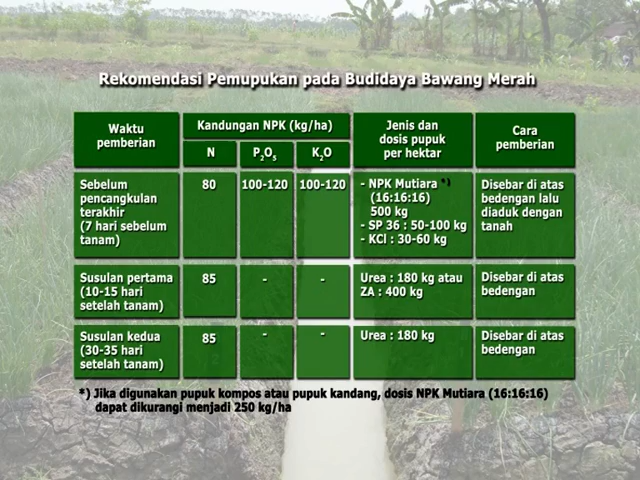 Rekomendasi Pemupukan pada Budidaya Bawang Merah
Waktu
pemberian
Kandungan NPK (kg/ha)
N
P2O5
K2O
Jenis dan
dosis pupuk
per hektar
Cara
pemberian
Sebelum
pencangkulan
terakhir
(7 hari sebelum
tanam)
80
100-120
100-120
- NPK Mutiara *)
(16:16:16)
500 kg
- SP 36 : 50-100 kg
- KCl : 30-60 kg
Disebar di atas
bedengan lalu
diaduk dengan
tanah
Susulan pertama
(10-15 hari
setelah tanam)
85
-
-
Urea : 180 kg atau
ZA : 400 kg
Disebar di atas
bedengan
Susulan kedua
(30-35 hari
setelah tanam)
85
-
-
Urea : 180 kg
Disebar di atas
bedengan
*) Jika digunakan pupuk kompos atau pupuk kandang, dosis NPK Mutiara (16:16:16)
dapat dikurangi menjadi 250 kg/ha